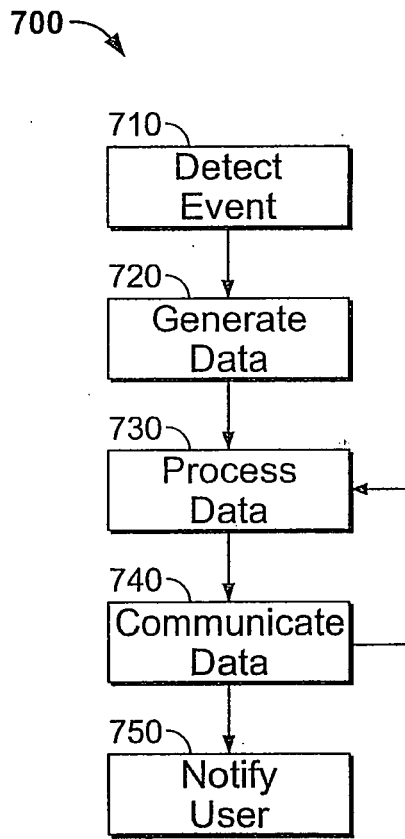 700
710
Detect
Event
720
Generate
Data
730
Process
Data
740
Communicate
Data
750
Notify
User